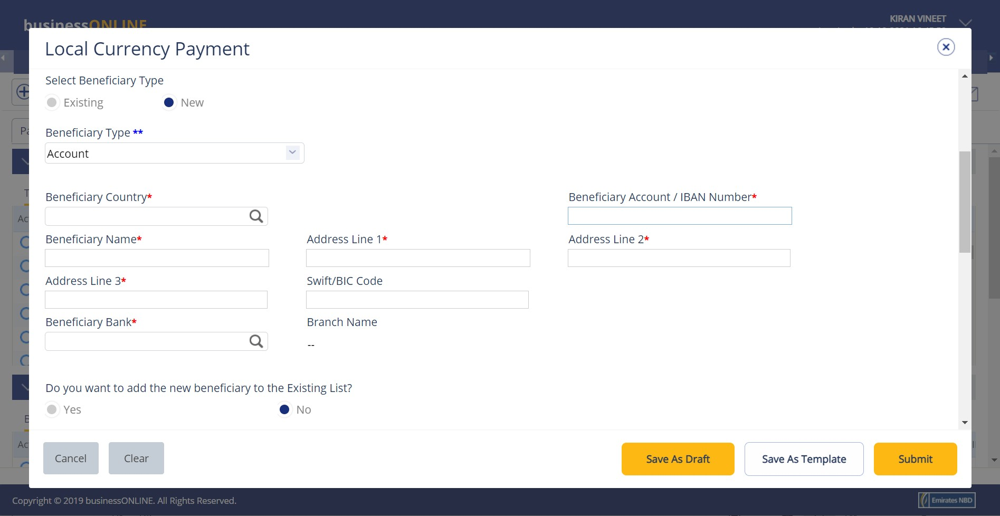 businessONLINE
KIRAN VINEET
Local Currency Payment
Select Beneficiary Type
Existing New
Beneficiary Type **
Account
Beneficiary Country* Beneficiary Account / IBAN Number*
Beneficiary Name* Address Line 1* Address Line 2*
Address Line 3* Swift/BIC Code
Beneficiary Bank* Branch Name
--
Do you want to add the new beneficiary to the Existing List?
Yes No
Cancel Clear Save As Draft Save As Template Submit
Copyright © 2019 businessONLINE. All Rights Reserved. Emirates NBD